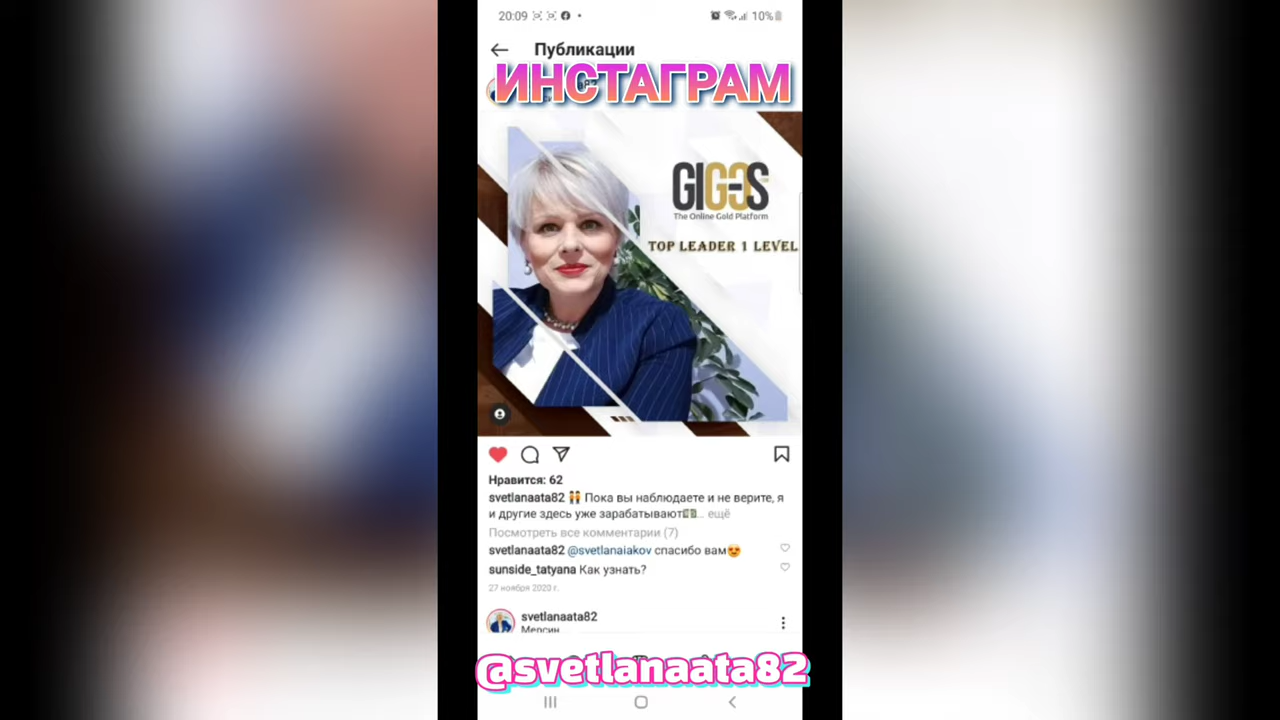 20:09
10%
Публикации
ИНСТАГРАМ
GIGOS
The Online Gold Platform
TOP LEADER 1 LEVEL
Нравится: 62
svetlanaata82 Пока вы наблюдаете и не верите, я
и другие здесь уже зарабатывают... ещё
Посмотреть все комментарии (7)
svetlanaata82 @svetlanaiakov спасибо вам
sunside_tatyana Как узнать?
27 ноября 2020 г.
svetlanaata82
Мерсин
@svetlanaata82